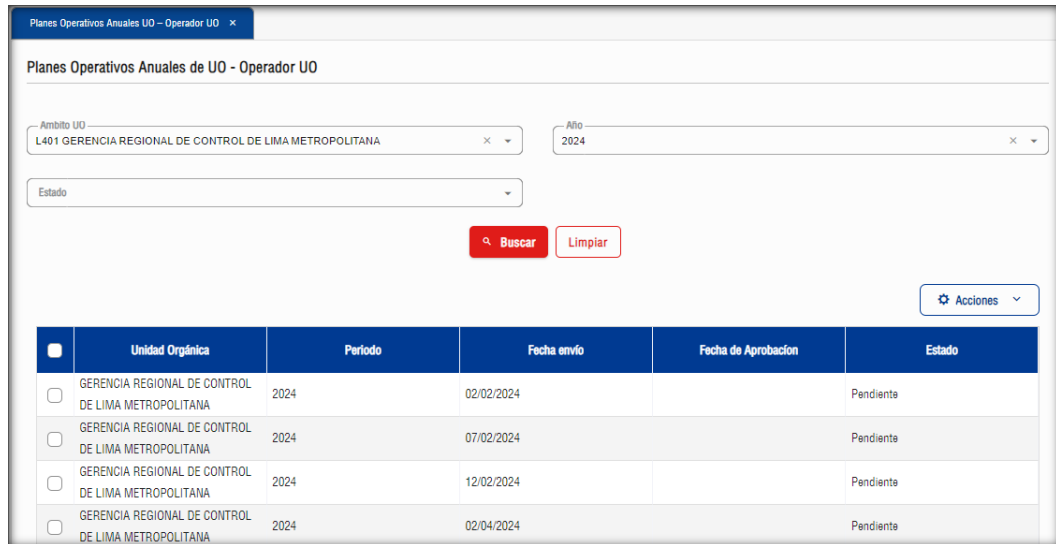 Planes Operativos Anuales UO – Operador UO ×
Planes Operativos Anuales de UO - Operador UO
Ambito UO
L401 GERENCIA REGIONAL DE CONTROL DE LIMA METROPOLITANA
Año
2024
Estado
Buscar
Limpiar
Acciones
Unidad Orgánica Periodo Fecha envío Fecha de Aprobacíon Estado
GERENCIA REGIONAL DE CONTROL
DE LIMA METROPOLITANA
2024 02/02/2024 Pendiente
GERENCIA REGIONAL DE CONTROL
DE LIMA METROPOLITANA
2024 07/02/2024 Pendiente
GERENCIA REGIONAL DE CONTROL
DE LIMA METROPOLITANA
2024 12/02/2024 Pendiente
GERENCIA REGIONAL DE CONTROL
DE LIMA METROPOLITANA
2024 02/04/2024 Pendiente